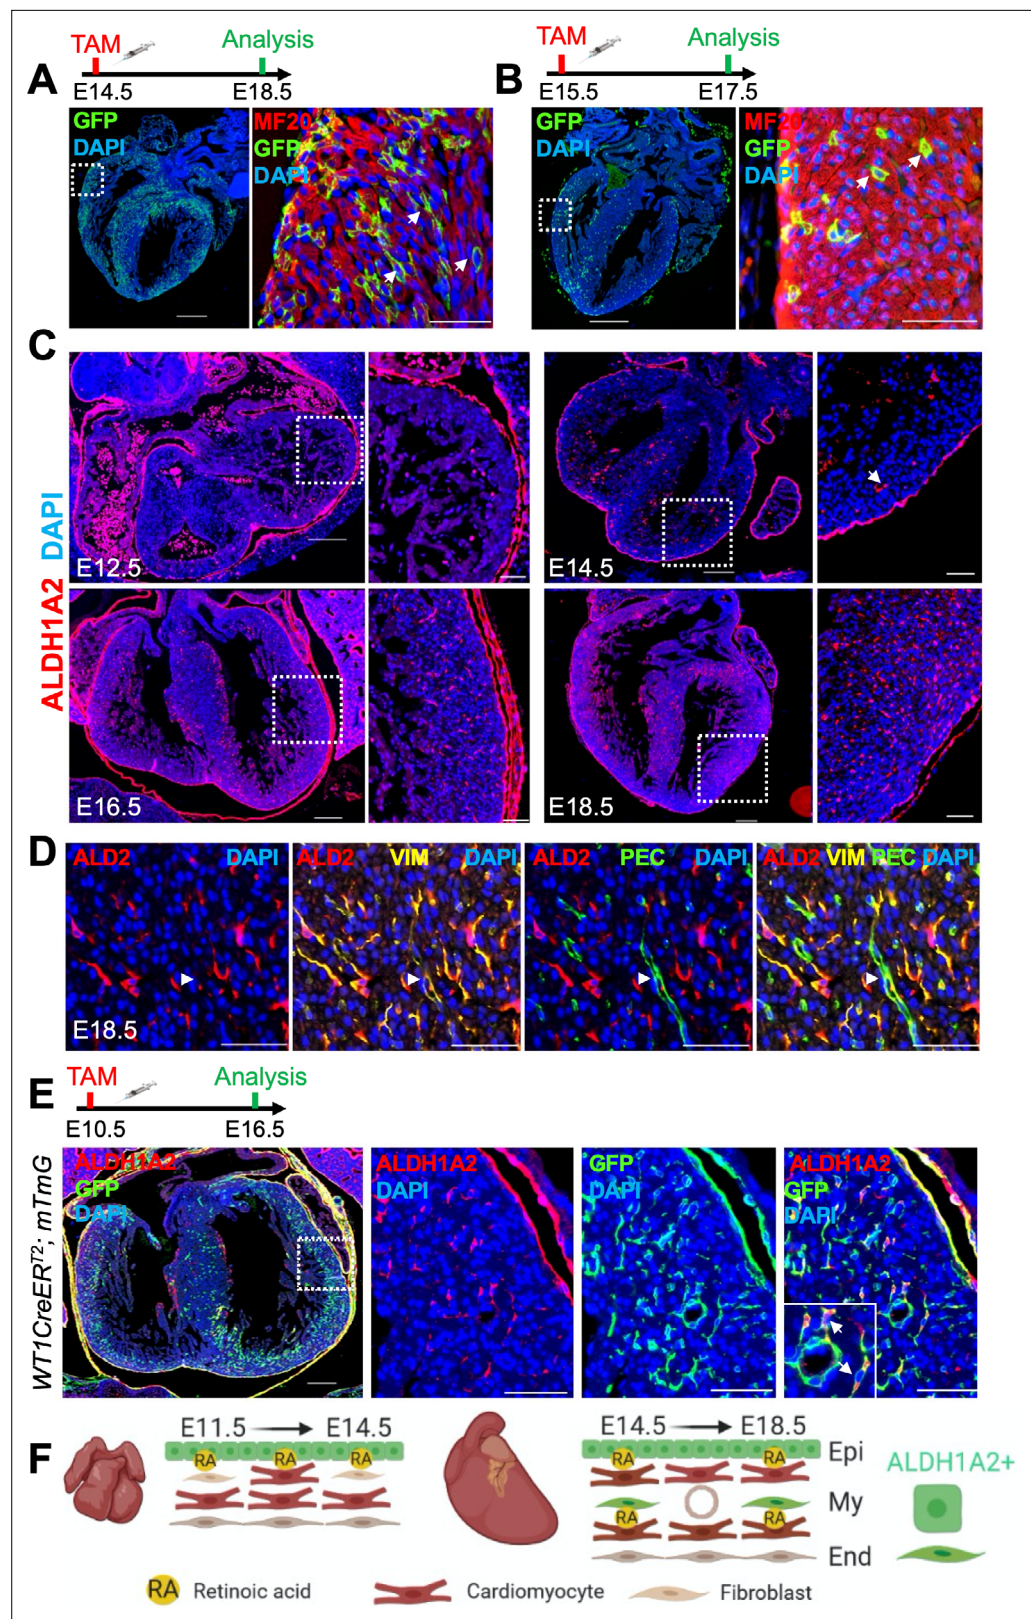 TAM
Analysis
A
E14.5
E18.5
GFP
DAPI
MF20
GFP
DAPI
TAM
Analysis
B
E15.5
E17.5
GFP
DAPI
MF20
GFP
DAPI
C
ALDH1A2 DAPI
E12.5
E14.5
E16.5
E18.5
D
ALD2 DAPI
E18.5
ALD2 VIM DAPI
ALD2 PEC DAPI
ALD2 VIM PEC DAPI
E
TAM
Analysis
E10.5
E16.5
WT1CreERT2; mTmG
ALDH1A2
GFP
DAPI
ALDH1A2
DAPI
GFP
DAPI
ALDH1A2
GFP
DAPI
F
E11.5 E14.5
RA RA RA
E14.5 E18.5
RA RA
RA RA
Epi
My
End
ALDH1A2+
RA Retinoic acid
Cardiomyocyte
Fibroblast